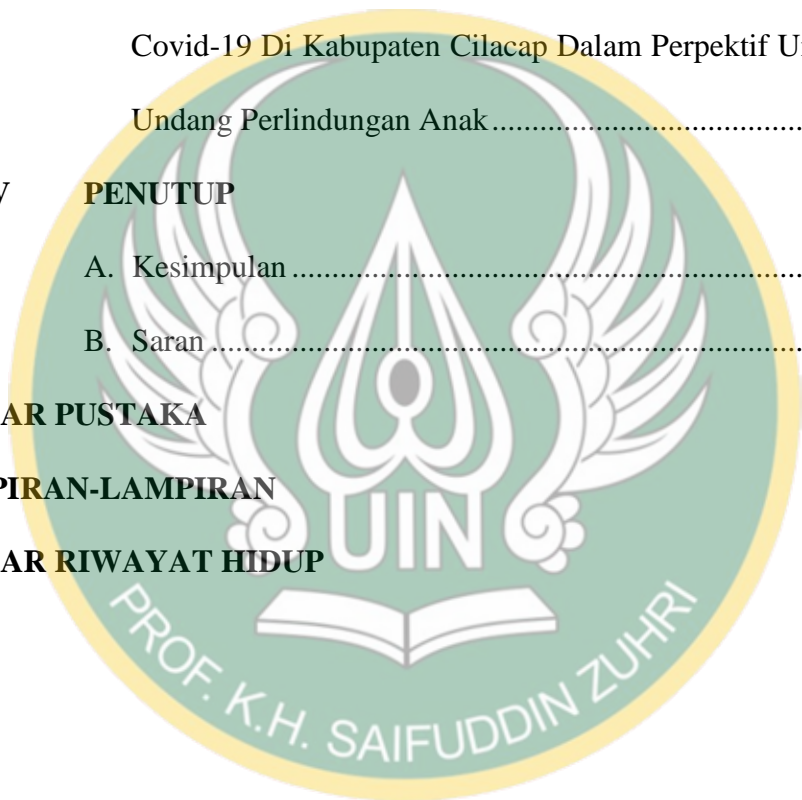 Covid-19 Di Kabupaten Cilacap Dalam Perpektif U
Undang Perlindungan Anak........................................
V PENUTUP
A. Kesimpulan................................................................
B. Saran.........................................................................
AR PUSTAKA
PIRAN-LAMPIRAN
AR RIWAYAT HIDUP
UIN
PROF. K.H. SAIFUDDIN ZUHRI